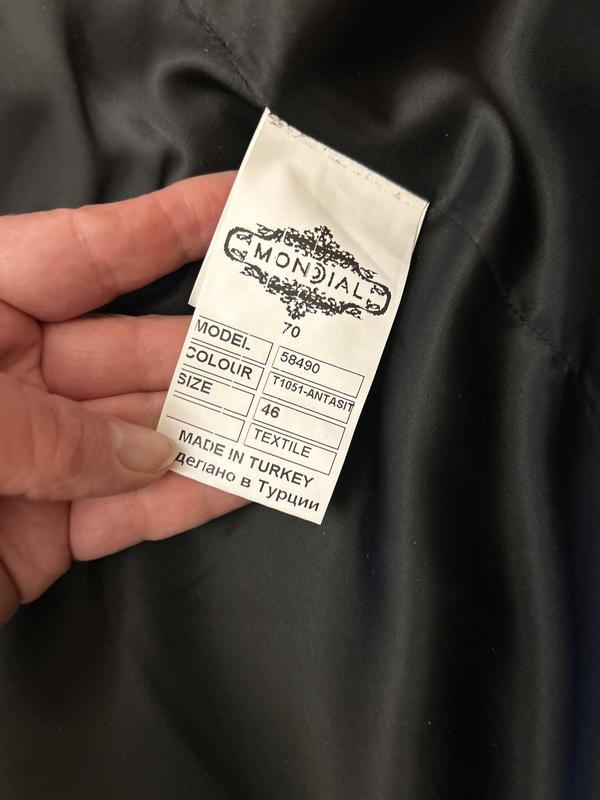 MONDIAL
70
MODEL 58490
COLOUR T1051-ANTASIT
SIZE 46
TEXTILE
MADE IN TURKEY
делано в Турции